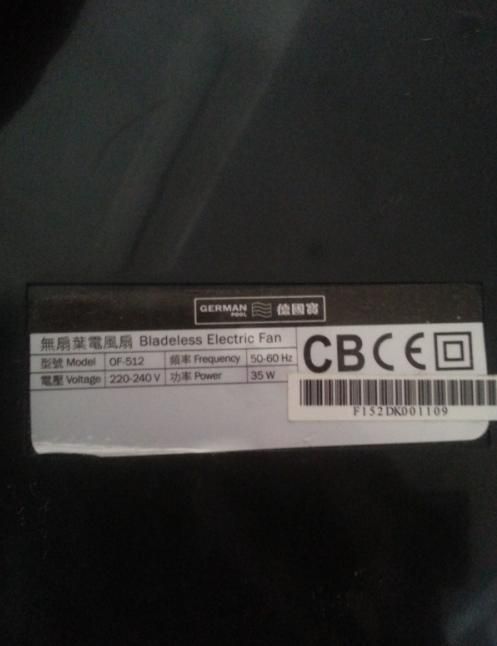 GERMAN POOL 德國寶
無扇葉電風扇 Bladeless Electric Fan
型號 Model OF-512 頻率 Frequency 50-60 Hz
電壓 Voltage 220-240 V 功率 Power 35 W
CB CE
F152DK001109